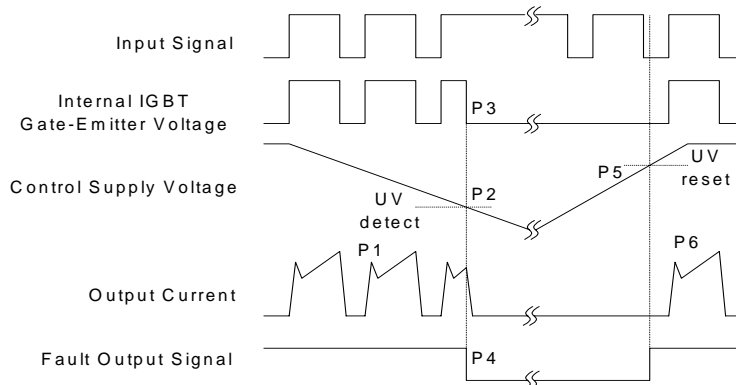 Input Signal
Internal IGBT
Gate-Emitter Voltage
P3
Control Supply Voltage
P2
P5
UV
reset
UV
detect
P1
P6
Output Current
Fault Output Signal
P4